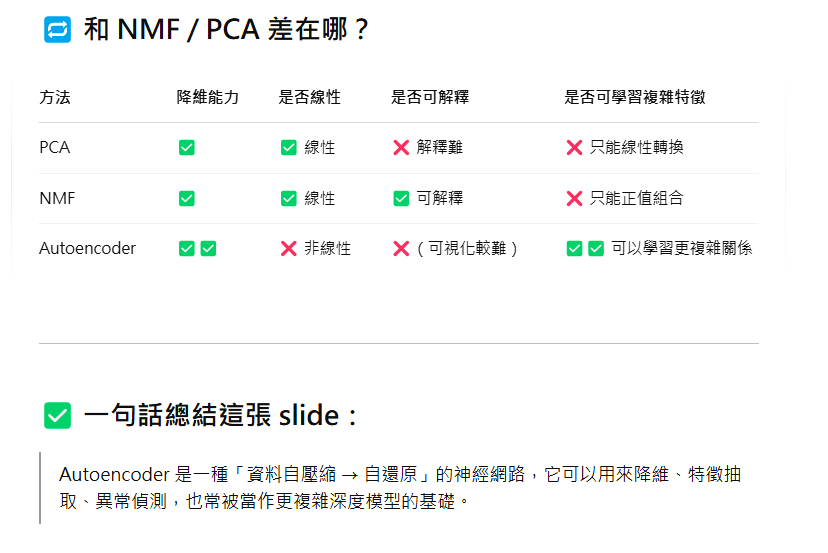 🔁 和 NMF / PCA 差在哪？
方法 降維能力 是否線性 是否可解釋 是否可學習複雜特徵
PCA ✅ ✅ 線性 ❌ 解釋難 ❌ 只能線性轉換
NMF ✅ ✅ 線性 ✅ 可解釋 ❌ 只能正值組合
Autoencoder ✅✅ ❌ 非線性 ❌（可視化較難） ✅✅ 可以學習更複雜關係
✅ 一句話總結這張 slide：
Autoencoder 是一種「資料自壓縮 → 自還原」的神經網路，它可以用來降維、特徵抽
取、異常偵測，也常被當作更複雜深度模型的基礎。